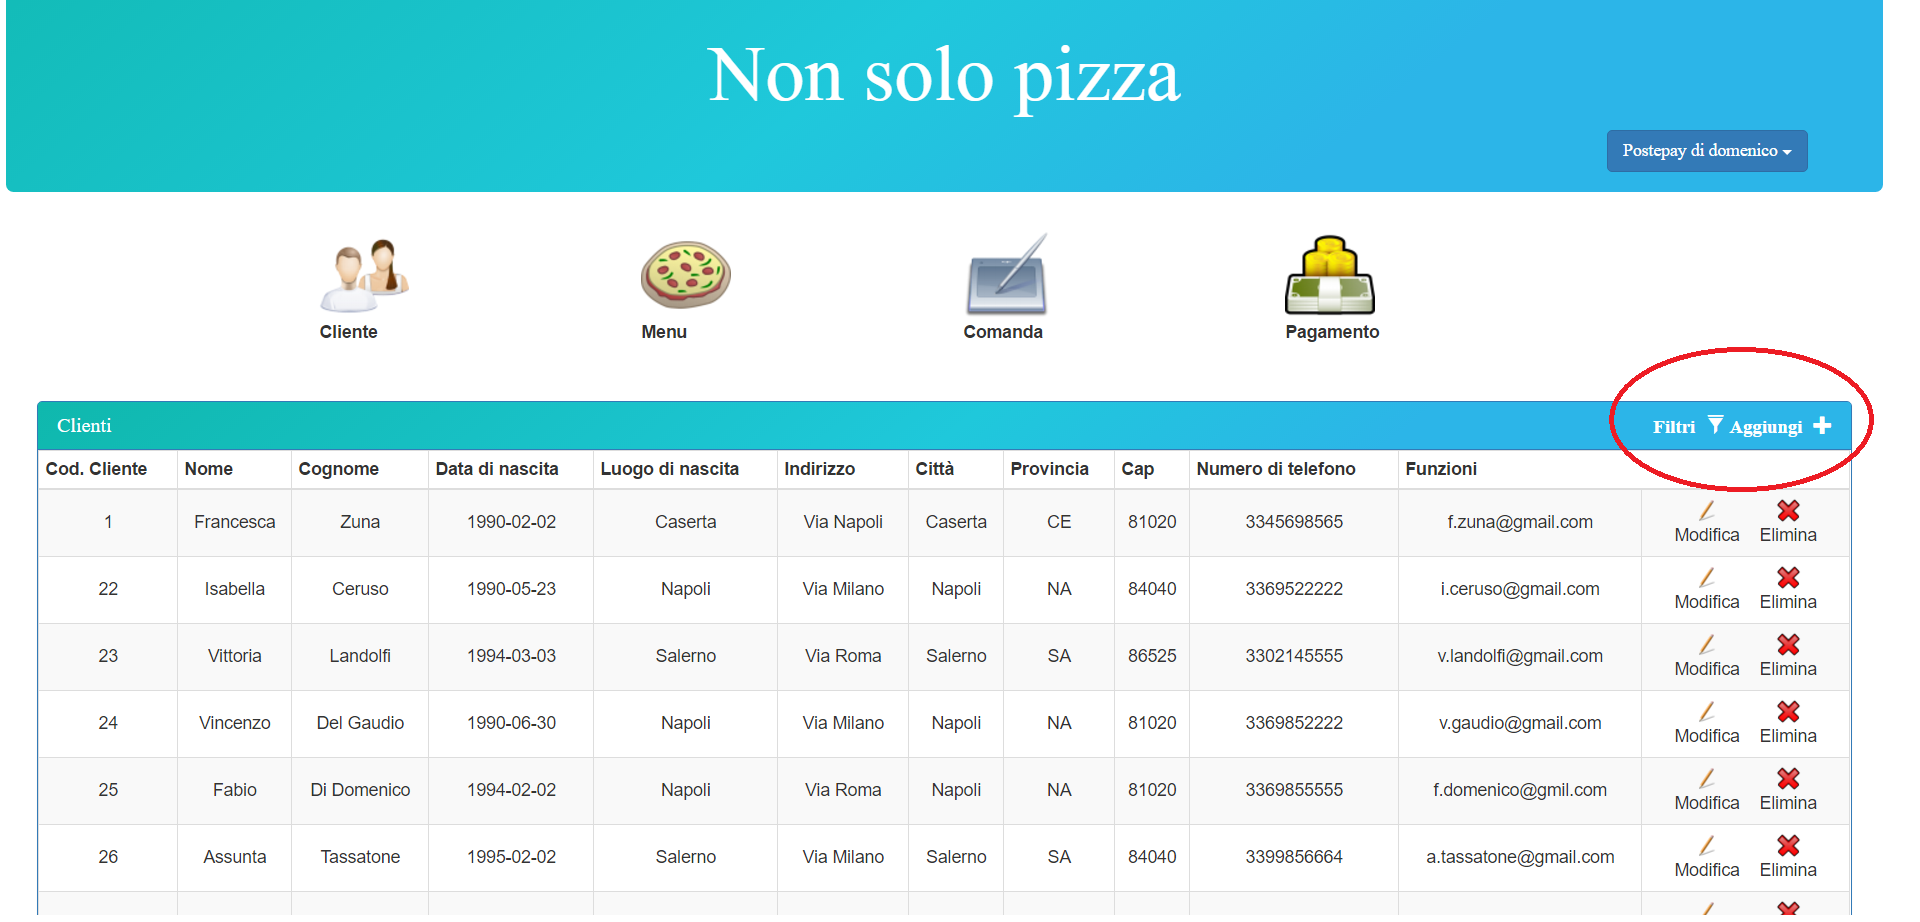 Non solo pizza
Postepay di domenico
Cliente Menu Comanda Pagamento
Clienti Filtri Aggiungi
Cod. Cliente Nome Cognome Data di nascita Luogo di nascita Indirizzo Città Provincia Cap Numero di telefono Funzioni
1 Francesca Zuna 1990-02-02 Caserta Via Napoli Caserta CE 81020 3345698565 f.zuna@gmail.com Modifica Elimina
22 Isabella Ceruso 1990-05-23 Napoli Via Milano Napoli NA 84040 3369522222 i.ceruso@gmail.com Modifica Elimina
23 Vittoria Landolfi 1994-03-03 Salerno Via Roma Salerno SA 86525 3302145555 v.landolfi@gmail.com Modifica Elimina
24 Vincenzo Del Gaudio 1990-06-30 Napoli Via Milano Napoli NA 81020 3369852222 v.gaudio@gmail.com Modifica Elimina
25 Fabio Di Domenico 1994-02-02 Napoli Via Roma Napoli NA 81020 3369855555 f.domenico@gmil.com Modifica Elimina
26 Assunta Tassatone 1995-02-02 Salerno Via Milano Salerno SA 84040 3399856664 a.tassatone@gmail.com Modifica Elimina